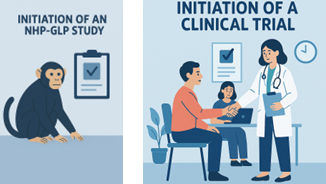 INITIATION OF AN
NHP-GLP STUDY
INITIATION OF A
CLINICAL TRIAL